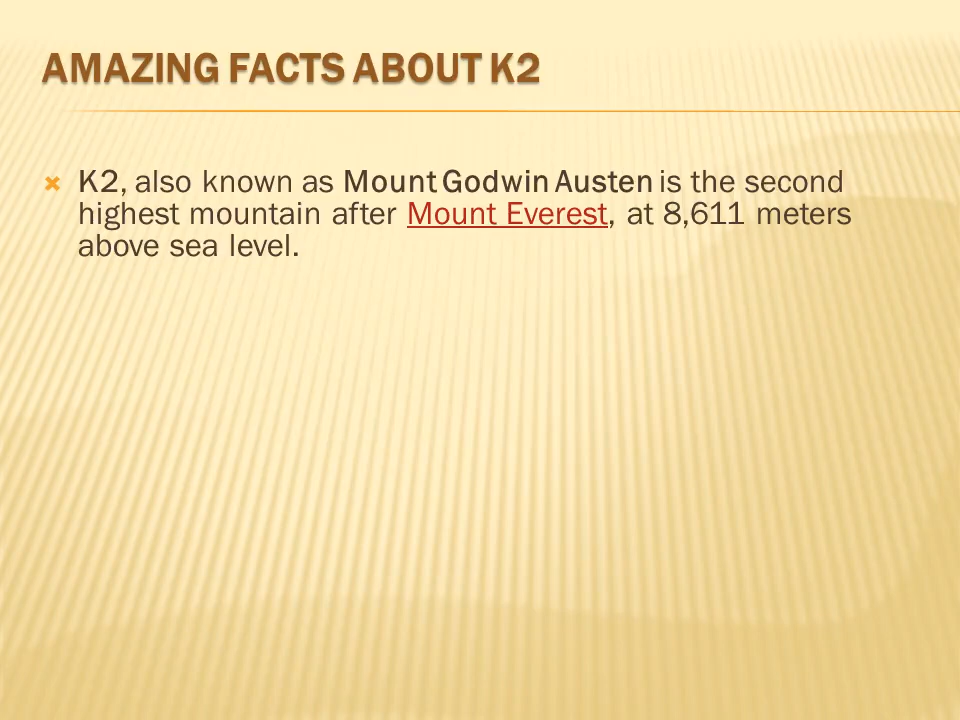 AMAZING FACTS ABOUT K2
K2, also known as Mount Godwin Austen is the second
highest mountain after Mount Everest, at 8,611 meters
above sea level.